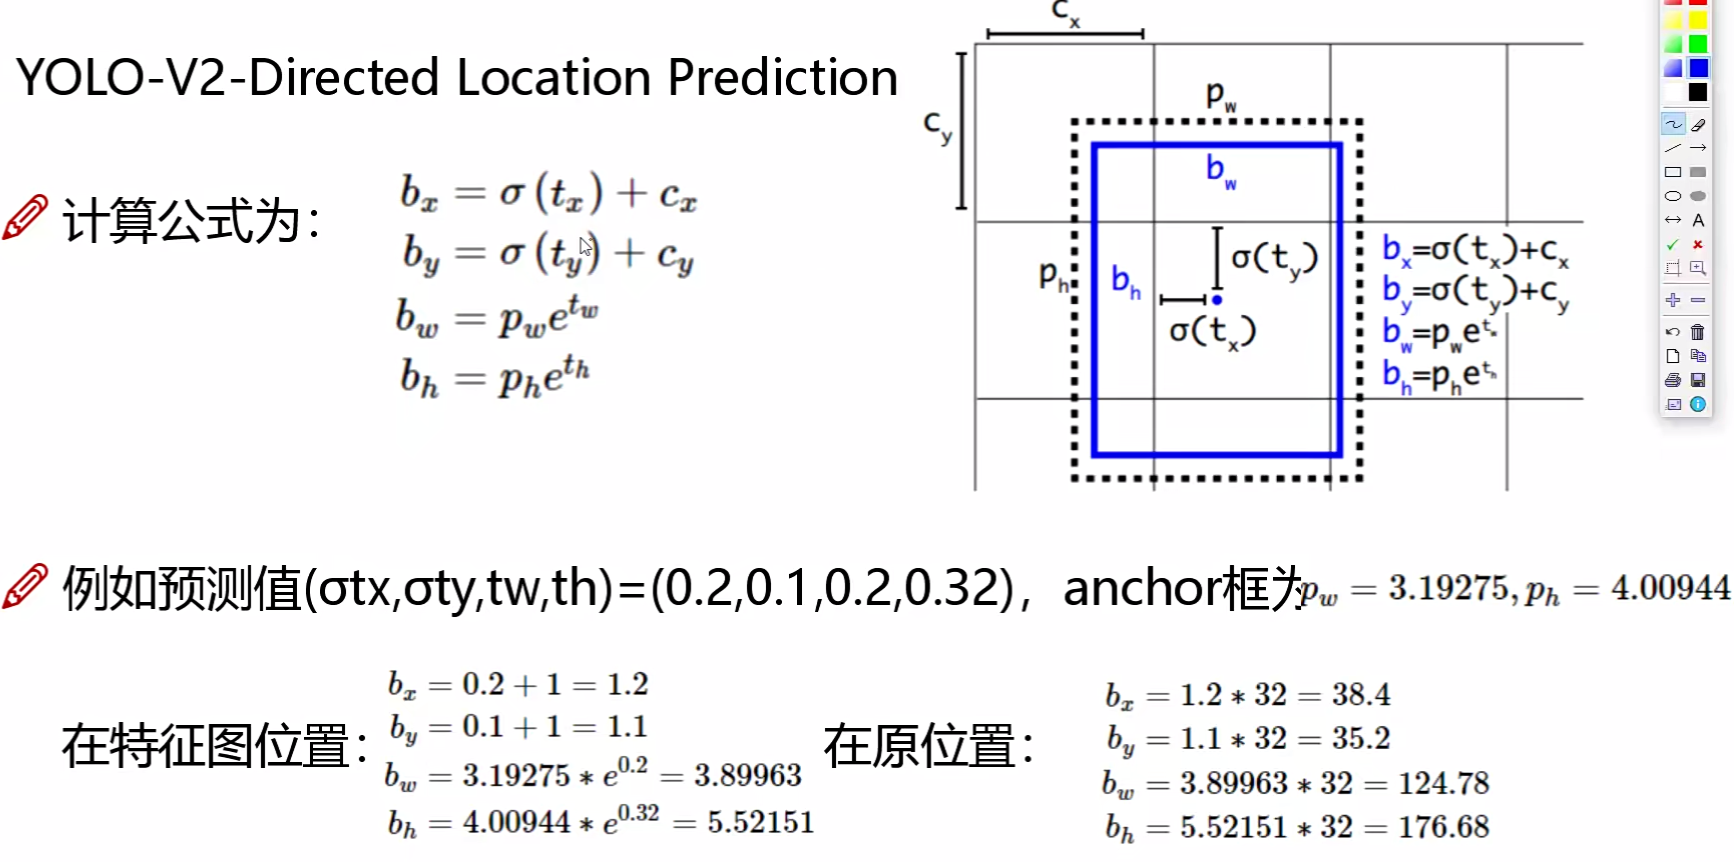 YOLO-V2-Directed Location Prediction
计算公式为：
b_x = σ(t_x) + c_x
b_y = σ(t_y) + c_y
b_w = p_w e^{t_w}
b_h = p_h e^{t_h}
c_x
c_y
p_w
b_w
p_h
b_h
σ(t_y)
σ(t_x)
b_x=σ(t_x)+c_x
b_y=σ(t_y)+c_y
b_w=p_w e^{t_w}
b_h=p_h e^{t_h}
A
例如预测值(σtx,σty,tw,th)=(0.2,0.1,0.2,0.32)，anchor框为 p_w = 3.19275, p_h = 4.00944
在特征图位置：
b_x = 0.2 + 1 = 1.2
b_y = 0.1 + 1 = 1.1
b_w = 3.19275 * e^{0.2} = 3.89963
b_h = 4.00944 * e^{0.32} = 5.52151
在原位置：
b_x = 1.2 * 32 = 38.4
b_y = 1.1 * 32 = 35.2
b_w = 3.89963 * 32 = 124.78
b_h = 5.52151 * 32 = 176.68